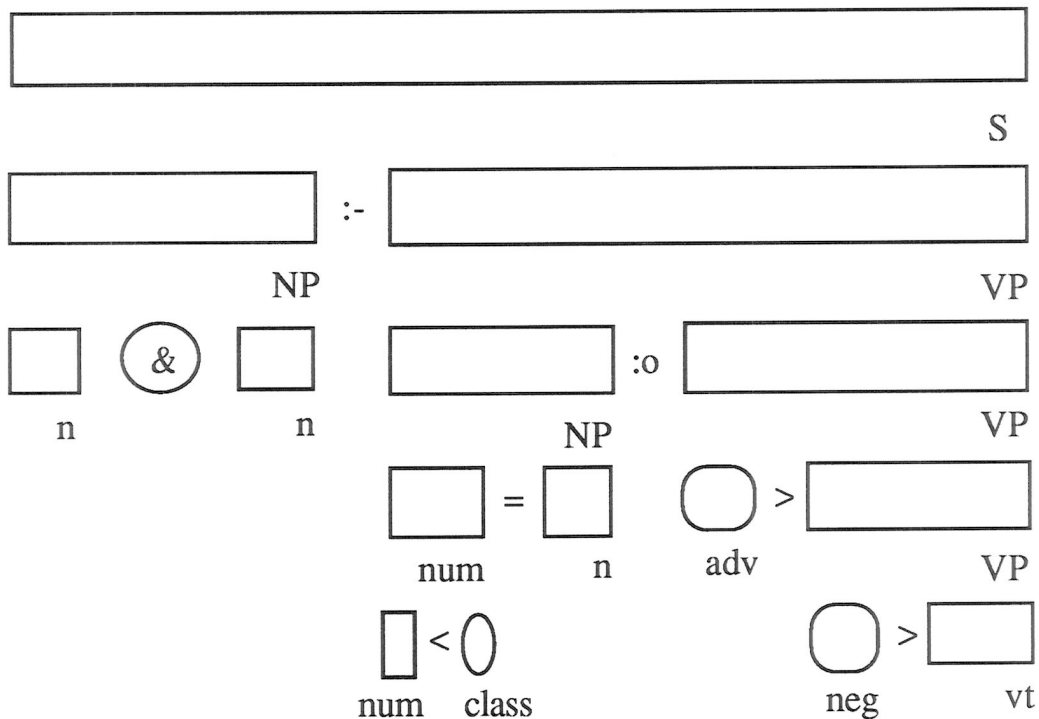 S
:-
NP VP
& :o
n n NP VP
= >
num n adv VP
< >
num class neg vt